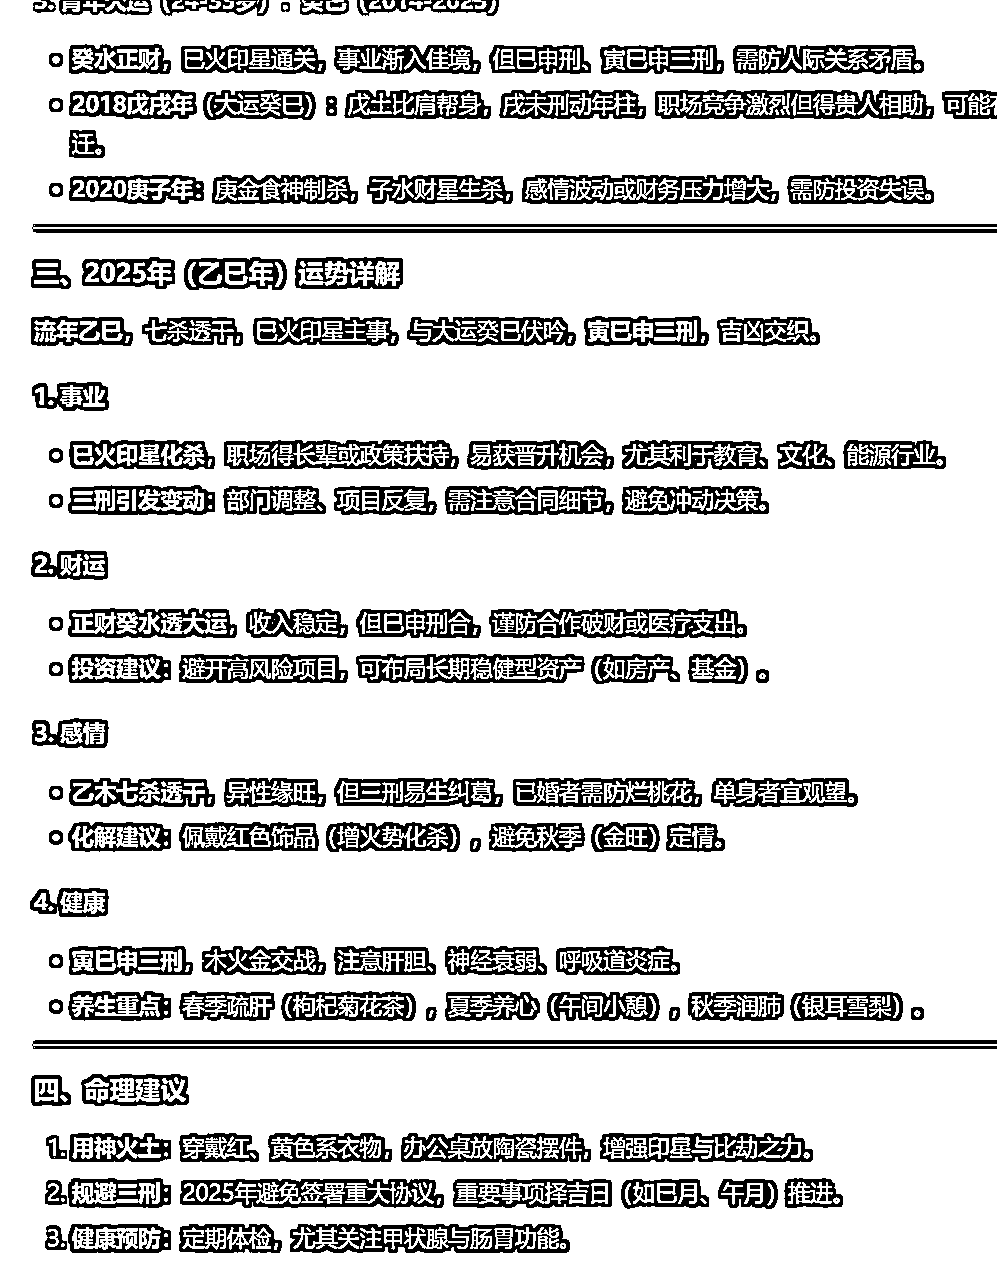 3. 青年大运（24-33岁）：癸巳（2014-2023）
癸水正财，巳火印星通关，事业渐入佳境，但巳申刑、寅巳申三刑，需防人际关系矛盾。
2018戊戌年（大运癸巳）：戊土比肩帮身，戌未刑动年柱，职场竞争激烈但得贵人相助，可能
迁。
2020庚子年：庚金食神制杀，子水财星生杀，感情波动或财务压力增大，需防投资失误。
三、2025年（乙巳年）运势详解
流年乙巳，七杀透干，巳火印星主事，与大运癸巳伏吟，寅巳申三刑，吉凶交织。
1. 事业
巳火印星化杀，职场得长辈或政策扶持，易获晋升机会，尤其利于教育、文化、能源行业。
三刑引发变动：部门调整、项目反复，需注意合同细节，避免冲动决策。
2. 财运
正财癸水透大运，收入稳定，但巳申刑合，谨防合作破财或医疗支出。
投资建议：避开高风险项目，可布局长期稳健型资产（如房产、基金）。
3. 感情
乙木七杀透干，异性缘旺，但三刑易生纠葛，已婚者需防烂桃花，单身者宜观望。
化解建议：佩戴红色饰品（增火势化杀），避免秋季（金旺）定情。
4. 健康
寅巳申三刑，木火金交战，注意肝胆、神经衰弱、呼吸道炎症。
养生重点：春季疏肝（枸杞菊花茶），夏季养心（午间小憩），秋季润肺（银耳雪梨）。
四、命理建议
1. 用神火土：穿戴红、黄色系衣物，办公桌放陶瓷摆件，增强印星与比劫之力。
2. 规避三刑：2025年避免签署重大协议，重要事项择吉日（如巳月、午月）推进。
3. 健康预防：定期体检，尤其关注甲状腺与肠胃功能。